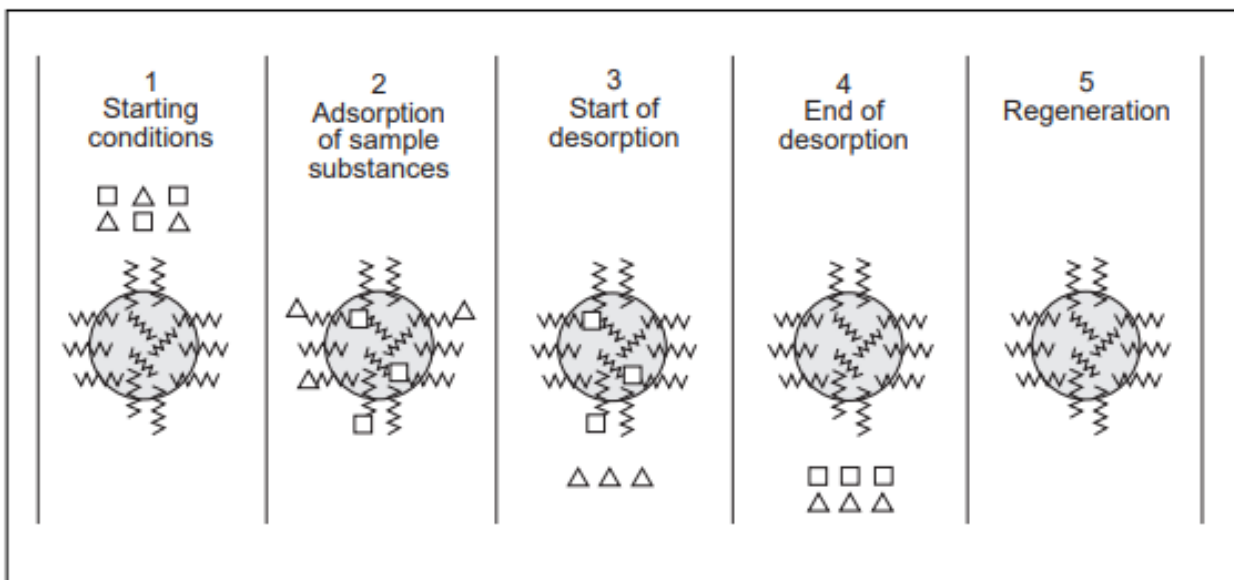 1
Starting
conditions
2
Adsorption
of sample
substances
3
Start of
desorption
4
End of
desorption
5
Regeneration